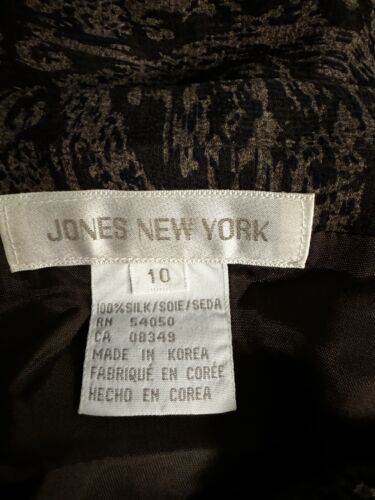 JONES NEW YORK
10
100%SILK/SOIE/SEDA
RN 54050
CA 08349
MADE IN KOREA
FABRIQUÉ EN CORÉE
HECHO EN COREA